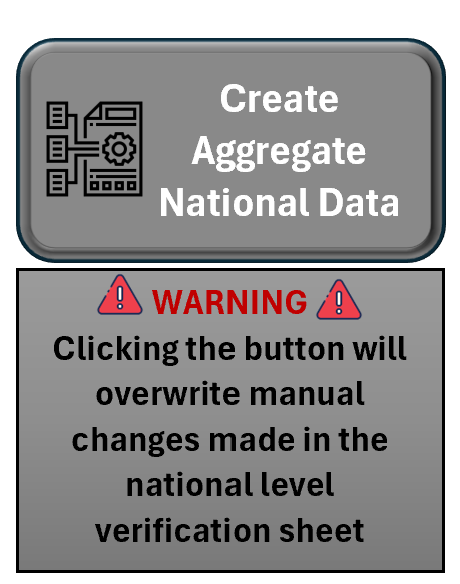 Create
Aggregate
National Data
WARNING
Clicking the button will
overwrite manual
changes made in the
national level
verification sheet